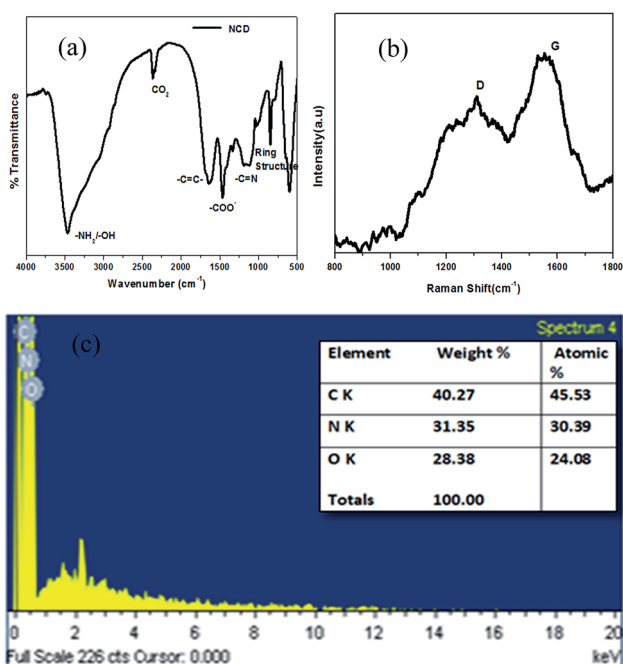 (a)
NCD
% Transmittance
CO2
Ring
Structure
-C=C-
-C=N
-COO-
-NH2/-OH
4000 3500 3000 2500 2000 1500 1000 500
Wavenumber (cm-1)
(b)
D
G
Intensity(a.u)
800 1000 1200 1400 1600 1800
Raman Shift(cm-1)
(c)
Spectrum 4
C
N
O
Element Weight % Atomic
%
C K 40.27 45.53
N K 31.35 30.39
O K 28.38 24.08
Totals 100.00
0 2 4 6 8 10 12 14 16 18 20
Full Scale 226 cts Cursor: 0.000 keV